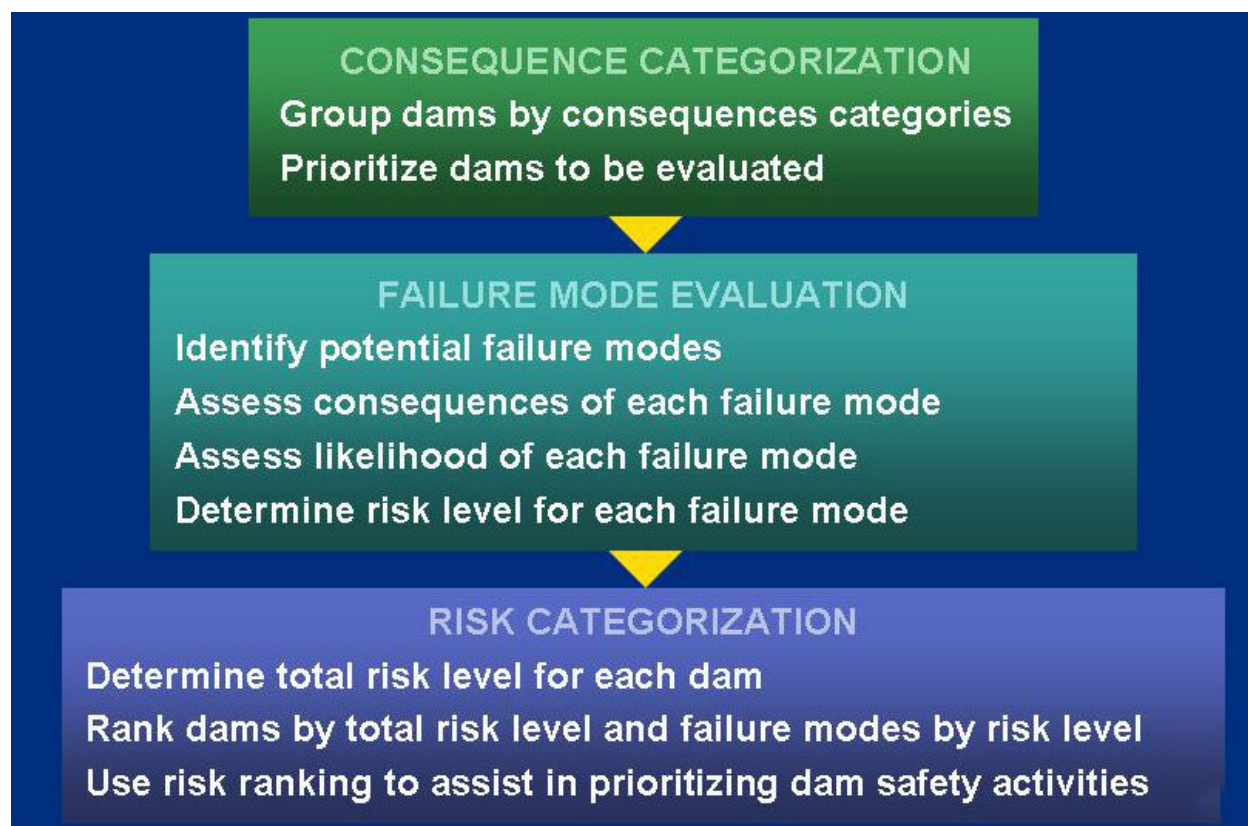 CONSEQUENCE CATEGORIZATION
Group dams by consequences categories
Prioritize dams to be evaluated
FAILURE MODE EVALUATION
Identify potential failure modes
Assess consequences of each failure mode
Assess likelihood of each failure mode
Determine risk level for each failure mode
RISK CATEGORIZATION
Determine total risk level for each dam
Rank dams by total risk level and failure modes by risk level
Use risk ranking to assist in prioritizing dam safety activities